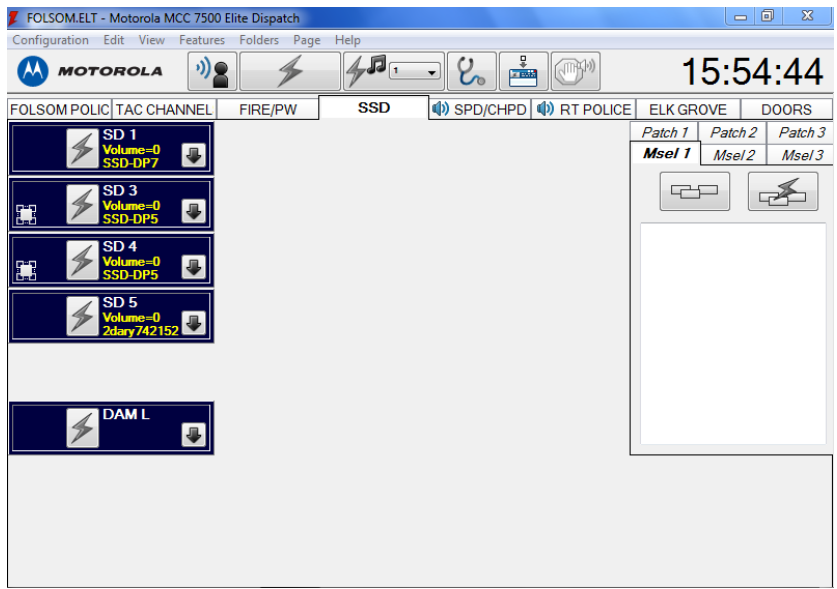 FOLSOM.ELT - Motorola MCC 7500 Elite Dispatch
Configuration Edit View Features Folders Page Help
MOTOROLA 1 15:54:44
FOLSOM POLIC TAC CHANNEL FIRE/PW SSD SPD/CHPD RT POLICE ELK GROVE DOORS
SD 1
Volume=0
SSD-DP7
SD 3
Volume=0
SSD-DP5
SD 4
Volume=0
SSD-DP5
SD 5
Volume=0
2dary742152
DAM L
Patch 1 Patch 2 Patch 3
Msel 1 Msel 2 Msel 3